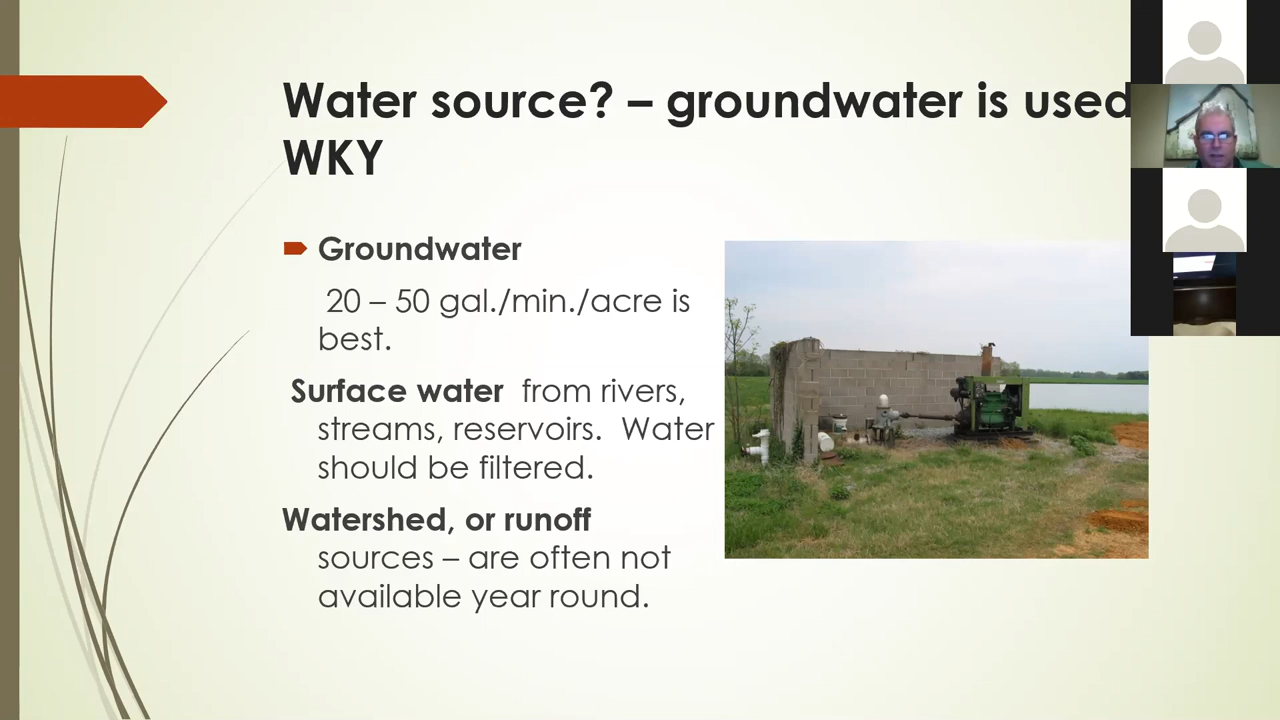 Water source? – groundwater is used
WKY
Groundwater
20 – 50 gal./min./acre is
best.
Surface water from rivers,
streams, reservoirs. Water
should be filtered.
Watershed, or runoff
sources – are often not
available year round.